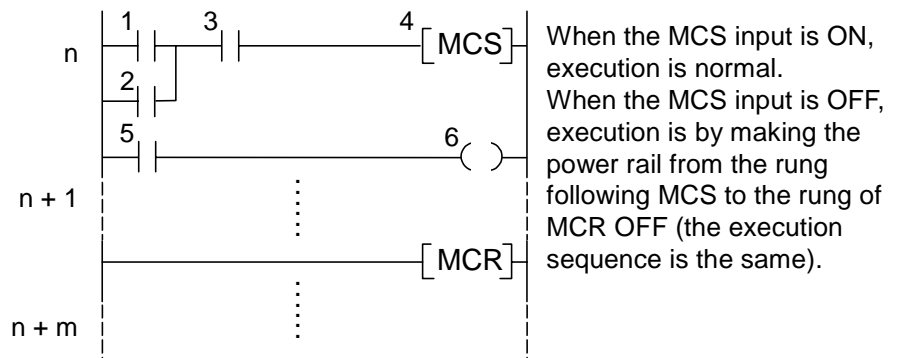 1 3 4
n [MCS]
2
5 6
n + 1
[MCR]
n + m
When the MCS input is ON,
execution is normal.
When the MCS input is OFF,
execution is by making the
power rail from the rung
following MCS to the rung of
MCR OFF (the execution
sequence is the same).